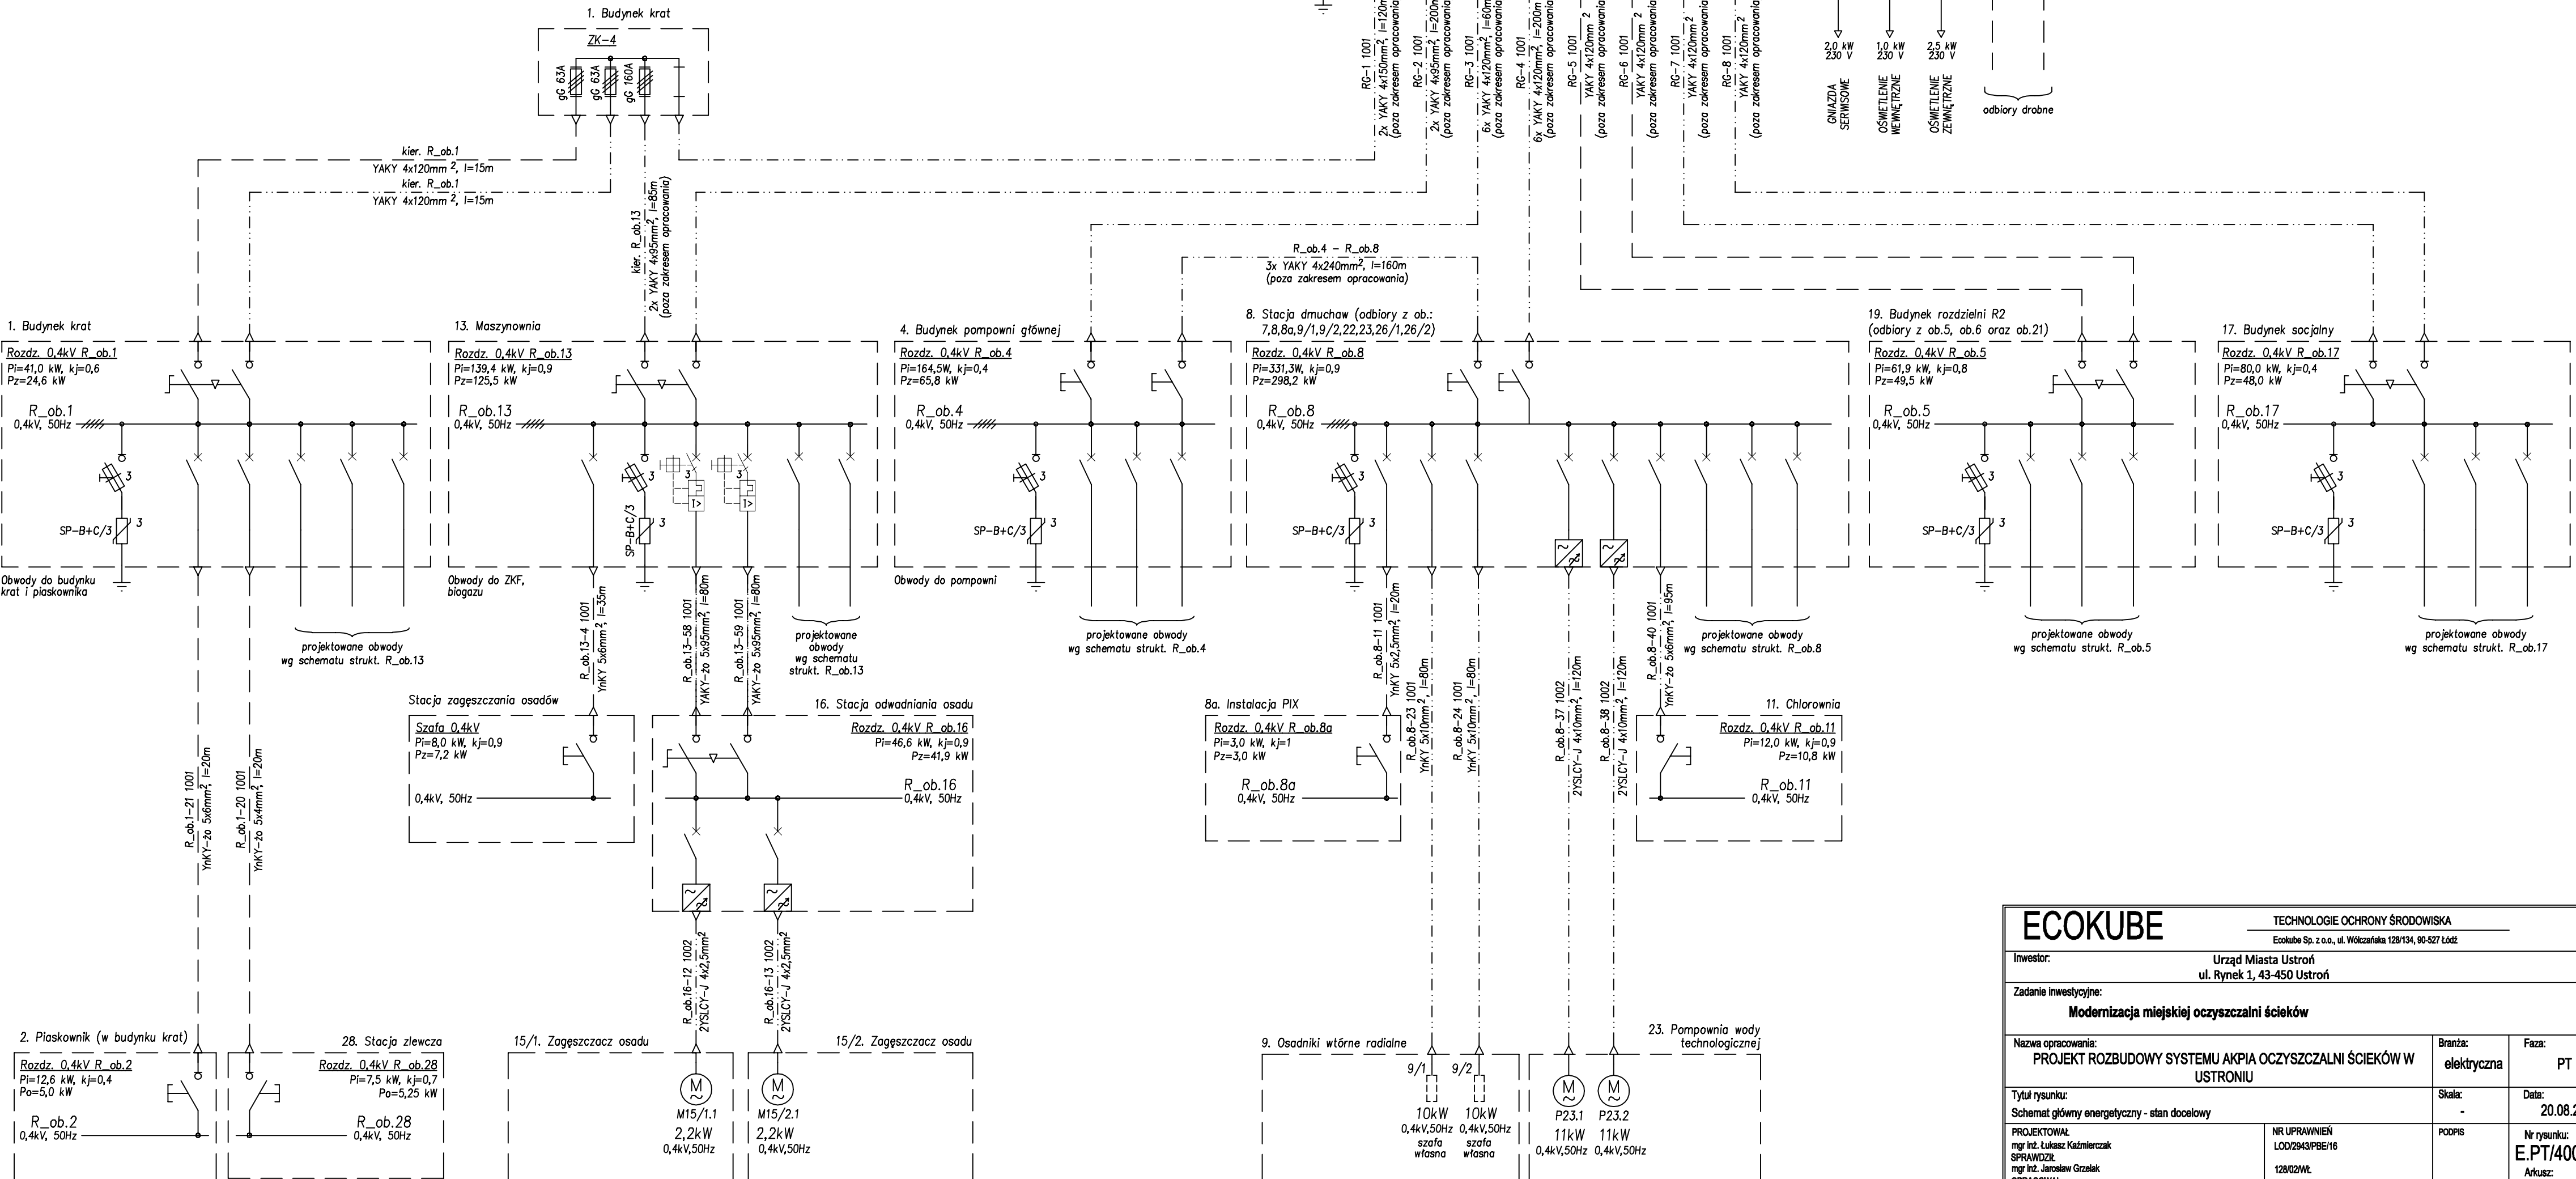 1. Budynek krat
ZK-4
gG 63A
gG 63A
gG 160A
kier. R_ob.1
YAKY 4x120mm², l=15m
kier. R_ob.1
YAKY 4x120mm², l=15m
kier. R_ob.13
2x YAKY 4x95mm², l=85m
(poza zakresem opracowania)
RG-1 1001
2x YAKY 4x150mm², l=120m
(poza zakresem opracowania)
RG-2 1001
2x YAKY 4x95mm², l=200m
(poza zakresem opracowania)
RG-3 1001
6x YAKY 4x120mm², l=60m
(poza zakresem opracowania)
RG-4 1001
6x YAKY 4x120mm², l=200m
(poza zakresem opracowania)
RG-5 1001
YAKY 4x120mm²
(poza zakresem opracowania)
RG-6 1001
YAKY 4x120mm²
(poza zakresem opracowania)
RG-7 1001
YAKY 4x120mm²
(poza zakresem opracowania)
RG-8 1001
YAKY 4x120mm²
(poza zakresem opracowania)
2,0 kW
230 V
GNIAZDA
SERWISOWE
1,0 kW
230 V
OŚWIETLENIE
WEWNĘTRZNE
2,5 kW
230 V
OŚWIETLENIE
ZEWNĘTRZNE
odbiory drobne
R_ob.4 - R_ob.8
3x YAKY 4x240mm², l=160m
(poza zakresem opracowania)
1. Budynek krat
Rozdz. 0,4kV R_ob.1
Pi=41,0 kW, kj=0,6
Pz=24,6 kW
R_ob.1
0,4kV, 50Hz
3
SP-B+C/3
3
Obwody do budynku
krat i piaskownika
projektowane obwody
wg schematu strukt. R_ob.13
13. Maszynownia
Rozdz. 0,4kV R_ob.13
Pi=139,4 kW, kj=0,9
Pz=125,5 kW
R_ob.13
0,4kV, 50Hz
3
SP-B+C/3
3
3
I>
3
I>
Obwody do ZKF,
biogazu
projektowane
obwody
wg schematu
strukt. R_ob.13
4. Budynek pompowni głównej
Rozdz. 0,4kV R_ob.4
Pi=164,5W, kj=0,4
Pz=65,8 kW
R_ob.4
0,4kV, 50Hz
3
SP-B+C/3
3
Obwody do pompowni
projektowane obwody
wg schematu strukt. R_ob.4
8. Stacja dmuchaw (odbiory z ob.:
7,8,8a,9/1,9/2,22,23,26/1,26/2)
Rozdz. 0,4kV R_ob.8
Pi=331,3W, kj=0,9
Pz=298,2 kW
R_ob.8
0,4kV, 50Hz
3
SP-B+C/3
3
projektowane obwody
wg schematu strukt. R_ob.8
19. Budynek rozdzielni R2
(odbiory z ob.5, ob.6 oraz ob.21)
Rozdz. 0,4kV R_ob.5
Pi=61,9 kW, kj=0,8
Pz=49,5 kW
R_ob.5
0,4kV, 50Hz
3
SP-B+C/3
3
projektowane obwody
wg schematu strukt. R_ob.5
17. Budynek socjalny
Rozdz. 0,4kV R_ob.17
Pi=80,0 kW, kj=0,4
Pz=48,0 kW
R_ob.17
0,4kV, 50Hz
3
SP-B+C/3
3
projektowane obwody
wg schematu strukt. R_ob.17
R_ob.1-21 1001
YnKY-żo 5x6mm², l=20m
R_ob.1-20 1001
YnKY-żo 5x4mm², l=20m
R_ob.13-4 1001
YnKY 5x6mm², l=35m
R_ob.13-58 1001
YAKY-żo 5x95mm², l=80m
R_ob.13-59 1001
YAKY-żo 5x95mm², l=80m
R_ob.8-11 1001
YnKY 5x2,5mm², l=20m
R_ob.8-23 1001
YnKY 5x10mm², l=80m
R_ob.8-24 1001
YnKY 5x10mm², l=80m
R_ob.8-37 1002
2YSLCY-J 4x10mm², l=120m
R_ob.8-38 1002
2YSLCY-J 4x10mm², l=120m
R_ob.8-40 1001
YnKY-żo 5x6mm², l=95m
Stacja zagęszczania osadów
Szafa 0,4kV
Pi=8,0 kW, kj=0,9
Pz=7,2 kW
0,4kV, 50Hz
16. Stacja odwadniania osadu
Rozdz. 0,4kV R_ob.16
Pi=46,6 kW, kj=0,9
Pz=41,9 kW
R_ob.16
0,4kV, 50Hz
R_ob.16-12 1002
2YSLCY-J 4x2,5mm²
R_ob.16-13 1002
2YSLCY-J 4x2,5mm²
8a. Instalacja PIX
Rozdz. 0,4kV R_ob.8a
Pi=3,0 kW, kj=1
Pz=3,0 kW
R_ob.8a
0,4kV, 50Hz
11. Chlorownia
Rozdz. 0,4kV R_ob.11
Pi=12,0 kW, kj=0,9
Pz=10,8 kW
R_ob.11
0,4kV, 50Hz
2. Piaskownik (w budynku krat)
Rozdz. 0,4kV R_ob.2
Pi=12,6 kW, kj=0,4
Po=5,0 kW
R_ob.2
0,4kV, 50Hz
28. Stacja zlewcza
Rozdz. 0,4kV R_ob.28
Pi=7,5 kW, kj=0,7
Po=5,25 kW
R_ob.28
0,4kV, 50Hz
15/1. Zagęszczacz osadu
M
M15/1.1
2,2kW
0,4kV,50Hz
15/2. Zagęszczacz osadu
M
M15/2.1
2,2kW
0,4kV,50Hz
9. Osadniki wtórne radialne
9/1
10kW
0,4kV,50Hz
szafa
własna
9/2
10kW
0,4kV,50Hz
szafa
własna
23. Pompownia wody
technologicznej
M
P23.1
11kW
0,4kV,50Hz
M
P23.2
11kW
0,4kV,50Hz
ECOKUBE
TECHNOLOGIE OCHRONY ŚRODOWISKA
Ecokube Sp. z o.o., ul. Wólczańska 128/134, 90-527 Łódź
Inwestor:
Urząd Miasta Ustroń
ul. Rynek 1, 43-450 Ustroń
Zadanie inwestycyjne:
Modernizacja miejskiej oczyszczalni ścieków
Nazwa opracowania:
PROJEKT ROZBUDOWY SYSTEMU AKPIA OCZYSZCZALNI ŚCIEKÓW W
USTRONIU
Branża:
elektryczna
Faza:
PT
Tytuł rysunku:
Schemat główny energetyczny - stan docelowy
Skala:
-
Data:
20.08.2
PROJEKTOWAŁ
mgr inż. Łukasz Kaźmierczak
SPRAWDZIŁ
mgr inż. Jarosław Grzelak
NR UPRAWNIEŃ
LOD/2943/PBE/16
128/02/WŁ
PODPIS
Nr rysunku:
E.PT/400
Arkusz: